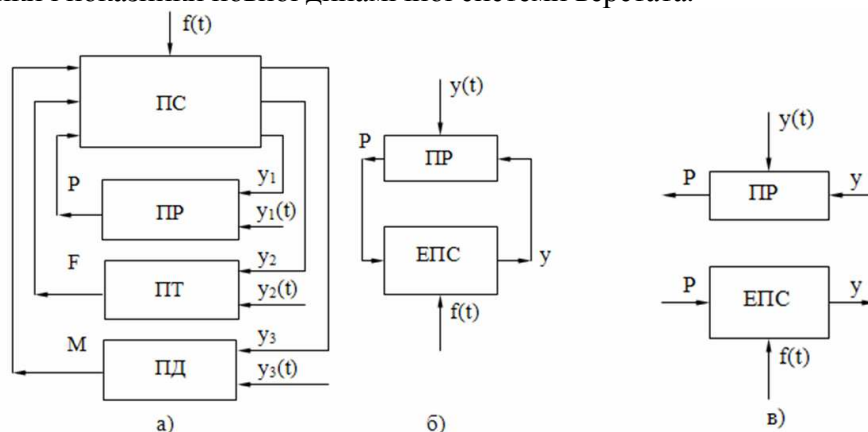 f(t)
ПС
P
ПР
y₁
y₁(t)
F
ПТ
y₂
y₂(t)
M
ПД
y₃
y₃(t)
а)
y(t)
P
ПР
ЕПС
y
f(t)
б)
y(t)
P
ПР
y
P
ЕПС
y
f(t)
в)